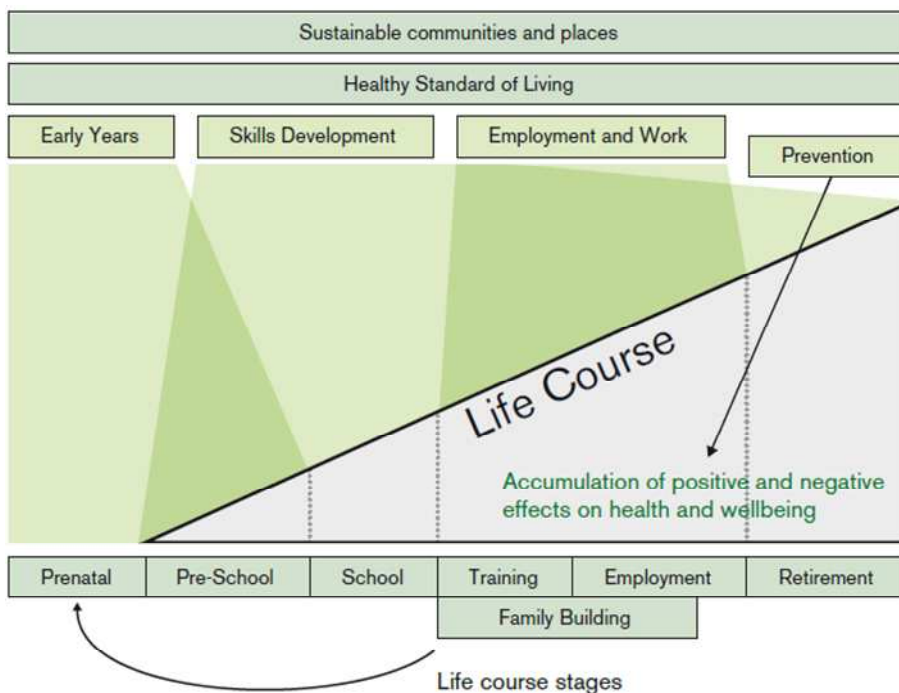 Sustainable communities and places
Healthy Standard of Living
Early Years
Skills Development
Employment and Work
Prevention
Life Course
Accumulation of positive and negative
effects on health and wellbeing
Prenatal
Pre-School
School
Training
Employment
Retirement
Family Building
Life course stages